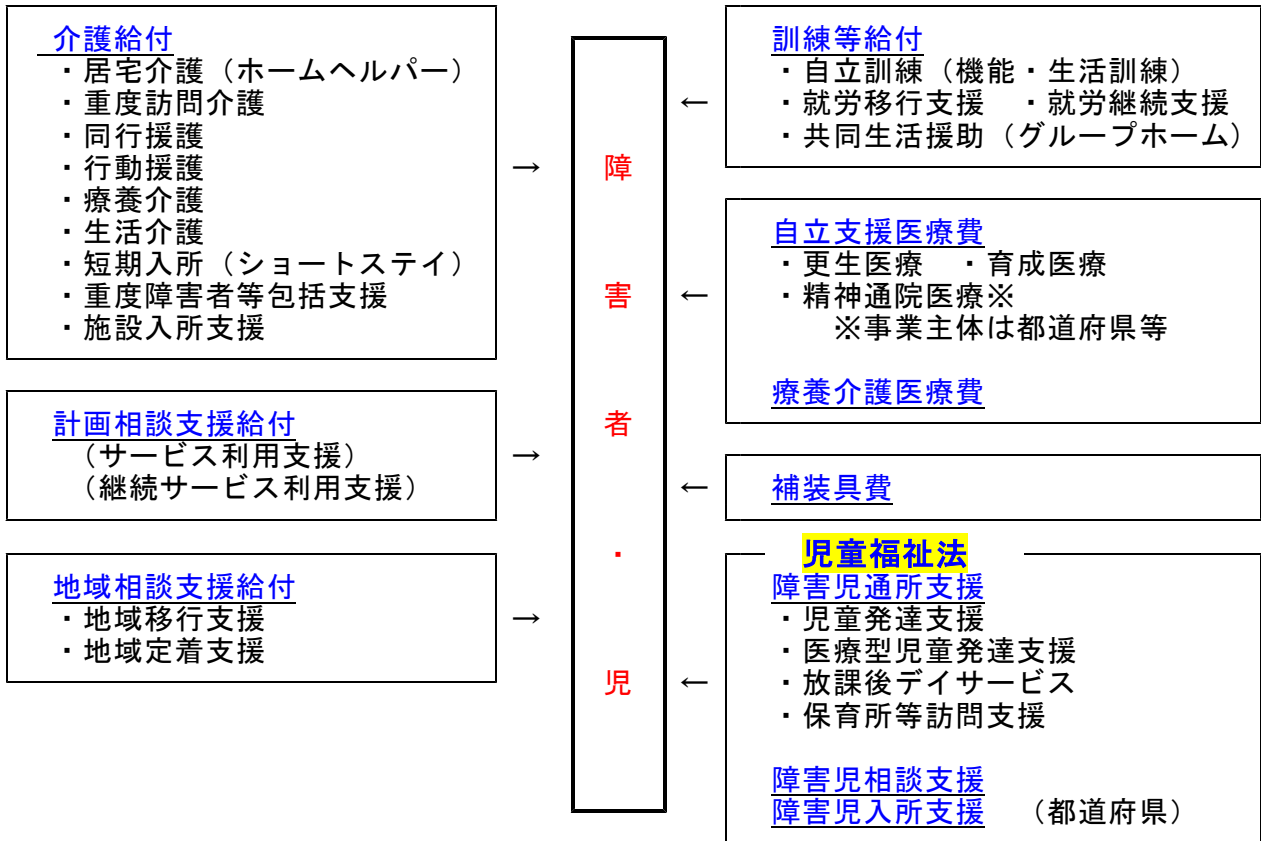 介護給付
・居宅介護（ホームヘルパー）
・重度訪問介護
・同行援護
・行動援護
・療養介護
・生活介護
・短期入所（ショートステイ）
・重度障害者等包括支援
・施設入所支援
→
計画相談支援給付
（サービス利用支援）
（継続サービス利用支援）
→
地域相談支援給付
・地域移行支援
・地域定着支援
→
障害者・児
訓練等給付
・自立訓練（機能・生活訓練）
・就労移行支援　・就労継続支援
・共同生活援助（グループホーム）
←
自立支援医療費
・更生医療　・育成医療
・精神通院医療※
※事業主体は都道府県等
療養介護医療費
←
補装具費
←
児童福祉法
障害児通所支援
・児童発達支援
・医療型児童発達支援
・放課後デイサービス
・保育所等訪問支援
←
障害児相談支援
障害児入所支援　（都道府県）